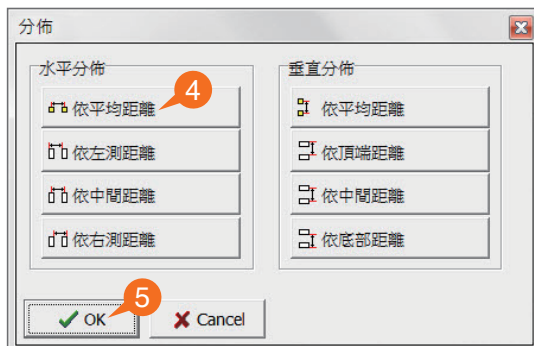 分佈
水平分佈
依平均距離
4
依左測距離
依中間距離
依右測距離
垂直分佈
依平均距離
依頂端距離
依中間距離
依底部距離
5
OK
Cancel